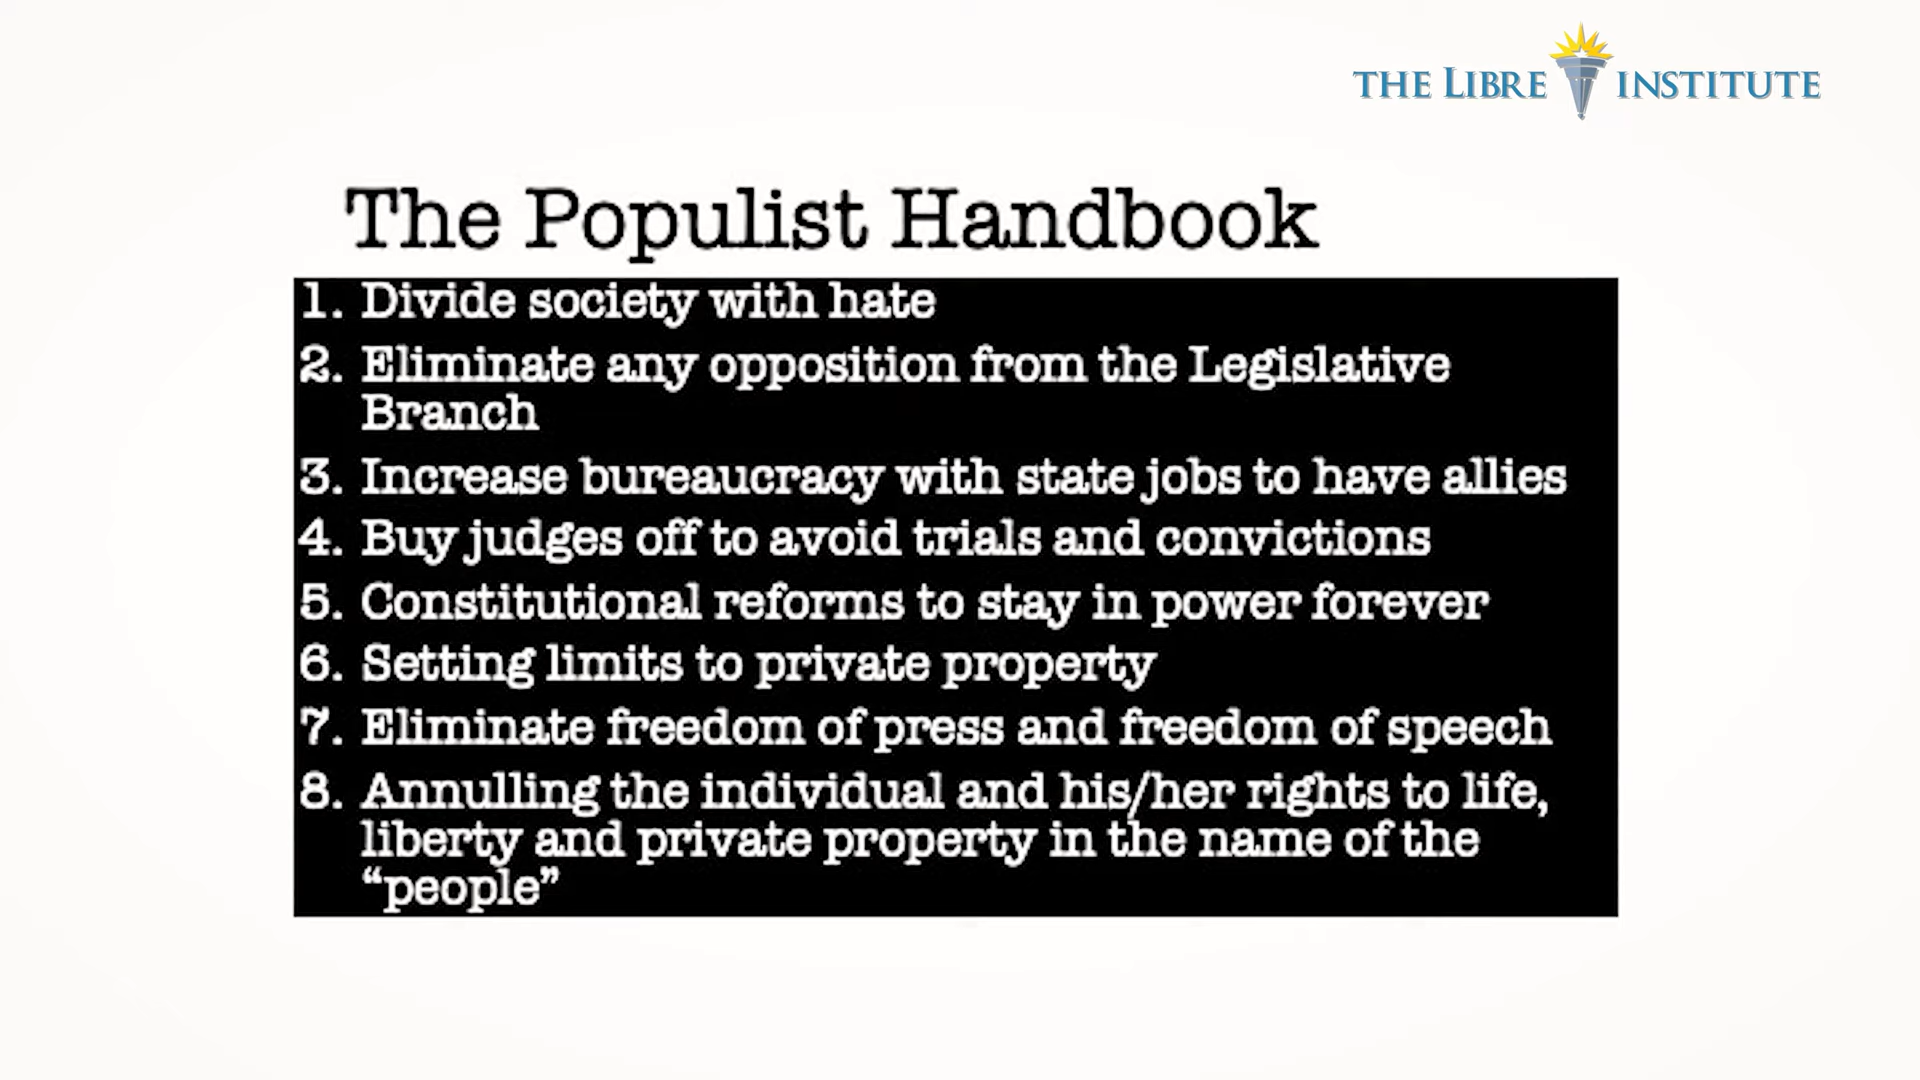 THE LIBRE INSTITUTE
The Populist Handbook
1. Divide society with hate
2. Eliminate any opposition from the Legislative
Branch
3. Increase bureaucracy with state jobs to have allies
4. Buy judges off to avoid trials and convictions
5. Constitutional reforms to stay in power forever
6. Setting limits to private property
7. Eliminate freedom of press and freedom of speech
8. Annulling the individual and his/her rights to life,
liberty and private property in the name of the
“people”